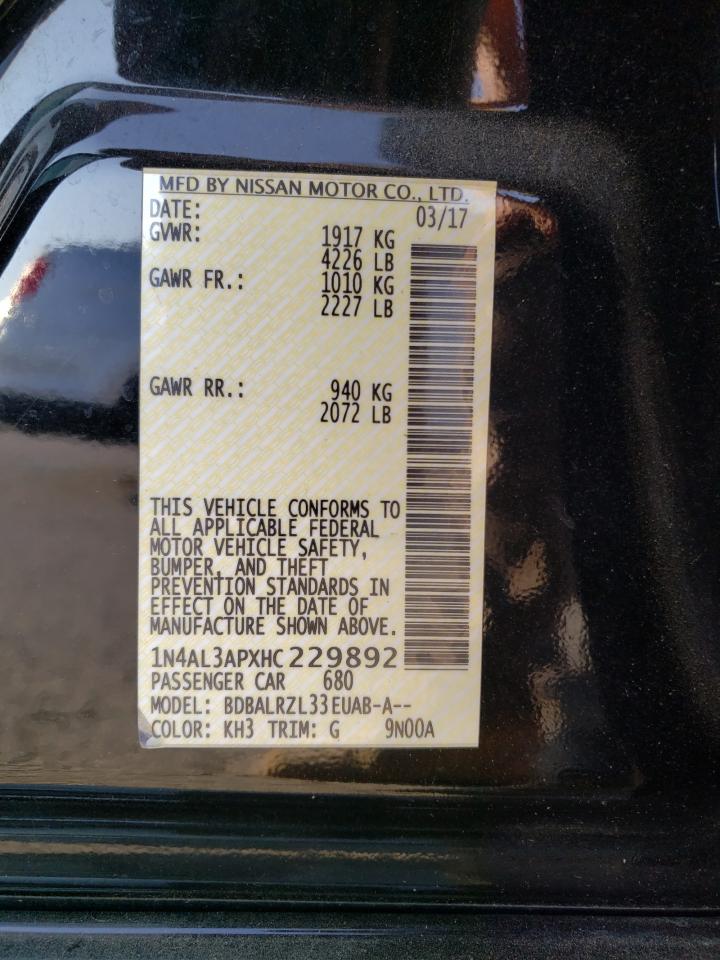 MFD BY NISSAN MOTOR CO., LTD.
DATE: 03/17
GVWR: 1917 KG
4226 LB
GAWR FR.: 1010 KG
2227 LB
GAWR RR.: 940 KG
2072 LB
THIS VEHICLE CONFORMS TO
ALL APPLICABLE FEDERAL
MOTOR VEHICLE SAFETY,
BUMPER, AND THEFT
PREVENTION STANDARDS IN
EFFECT ON THE DATE OF
MANUFACTURE SHOWN ABOVE.
1N4AL3APXHC229892
PASSENGER CAR 680
MODEL: BDBALRZL33EUAB-A--
COLOR: KH3 TRIM: G 9N00A